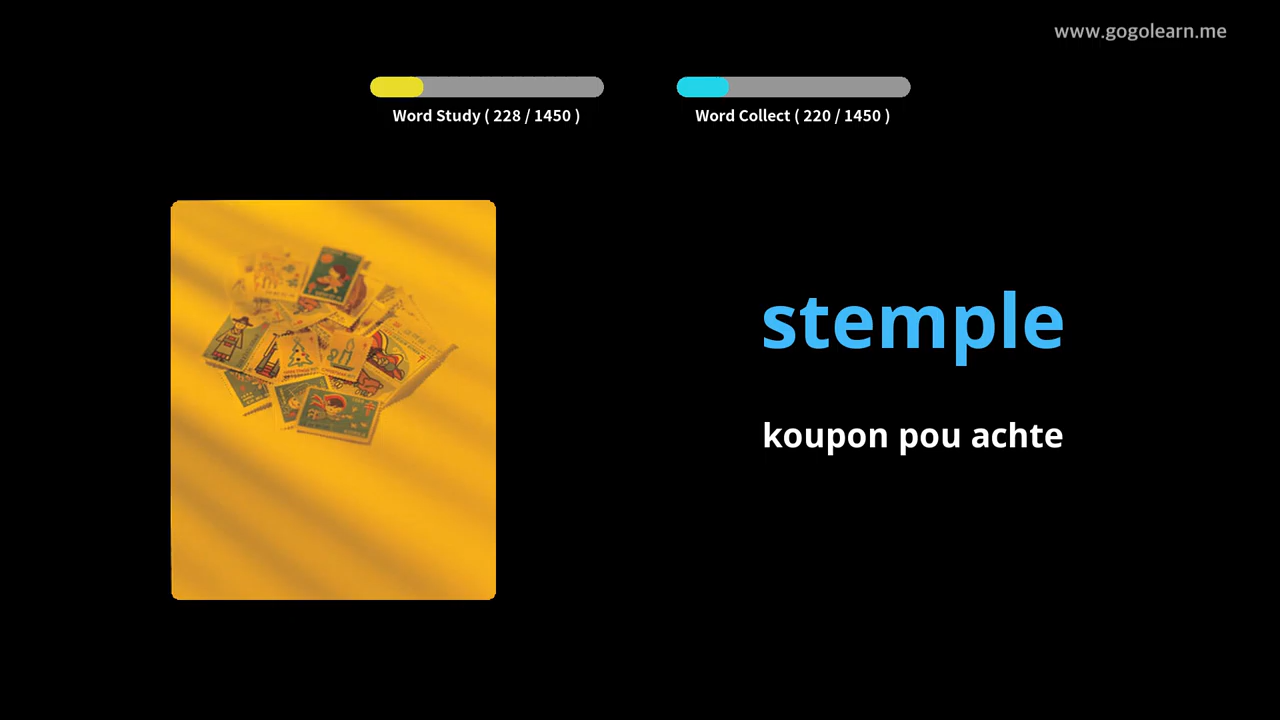 www.gogolearn.me
Word Study ( 228 / 1450 )
Word Collect ( 220 / 1450 )
stemple
koupon pou achte